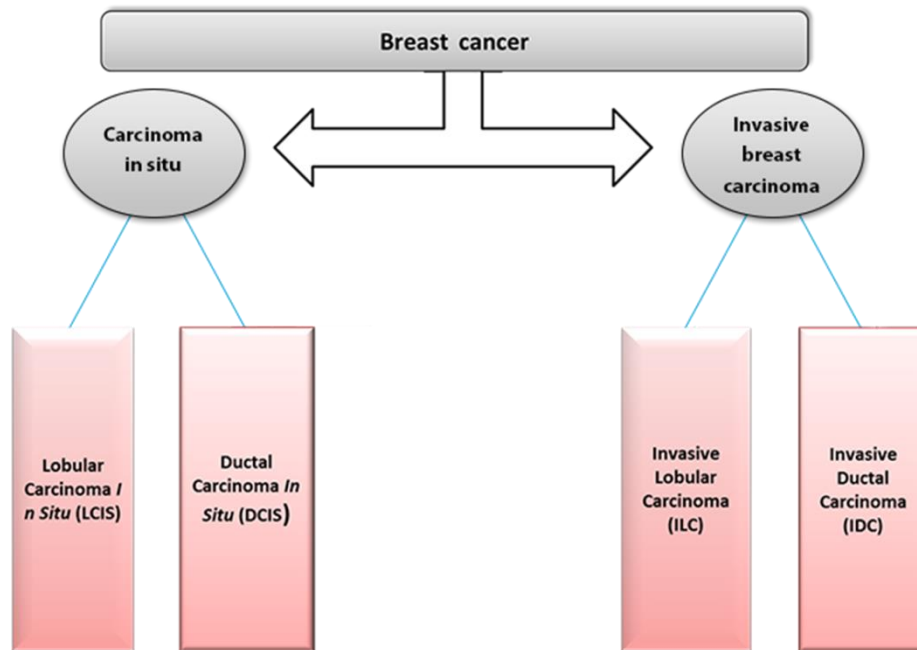 Breast cancer
Carcinoma
in situ
Invasive
breast
carcinoma
Lobular
Carcinoma I
n Situ (LCIS)
Ductal
Carcinoma In
Situ (DCIS)
Invasive
Lobular
Carcinoma
(ILC)
Invasive
Ductal
Carcinoma
(IDC)